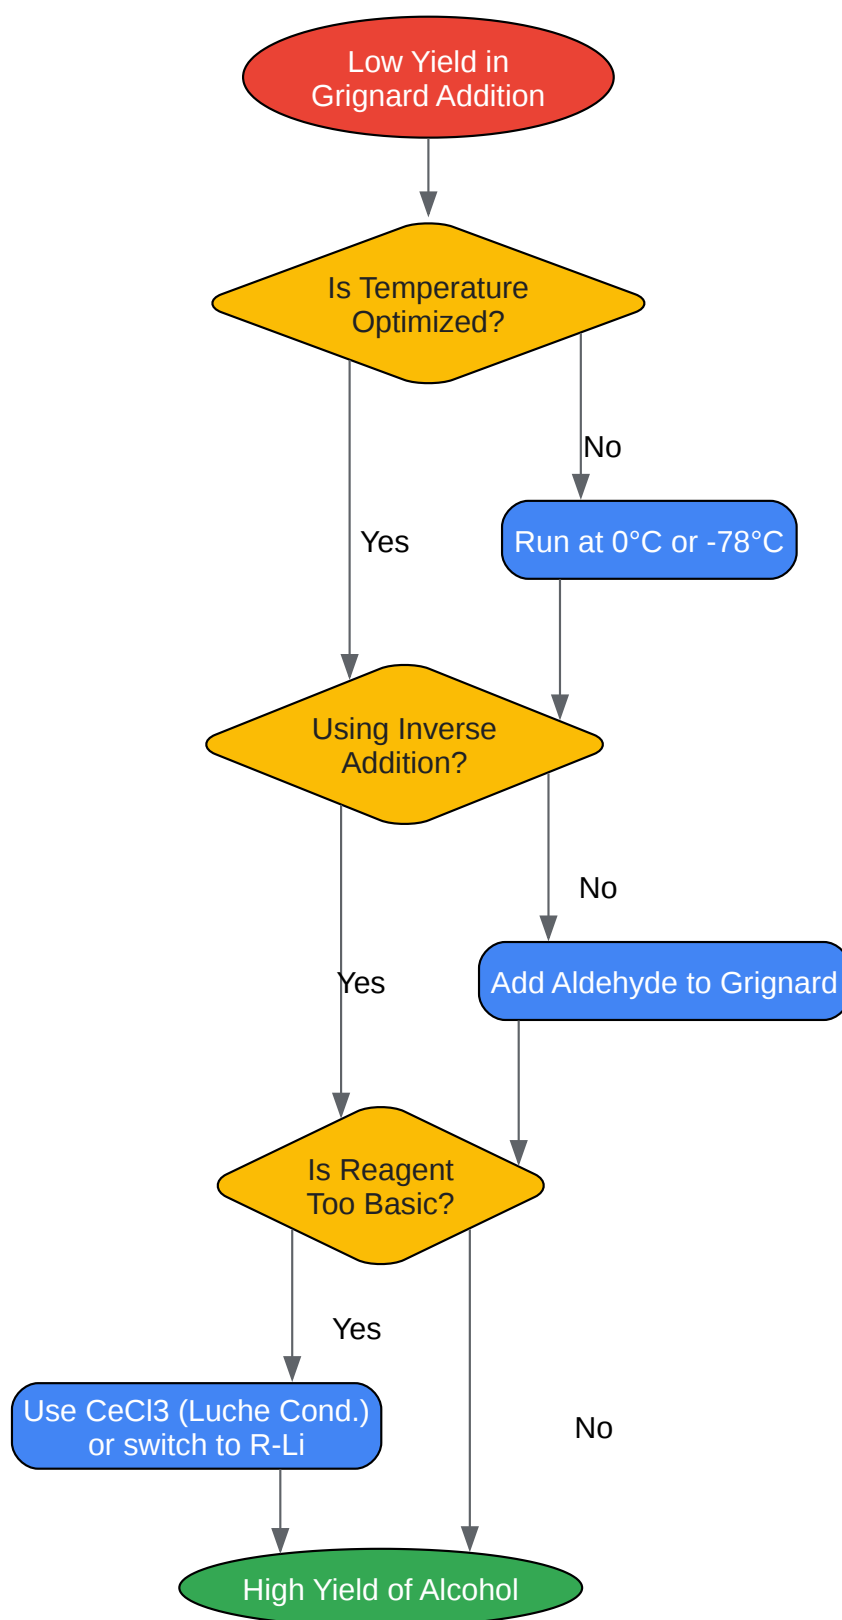 Low Yield in
Grignard Addition
Is Temperature
Optimized?
No
Yes
Run at 0°C or -78°C
Using Inverse
Addition?
No
Yes
Add Aldehyde to Grignard
Is Reagent
Too Basic?
Yes
Use CeCl3 (Luche Cond.)
or switch to R-Li
No
High Yield of Alcohol